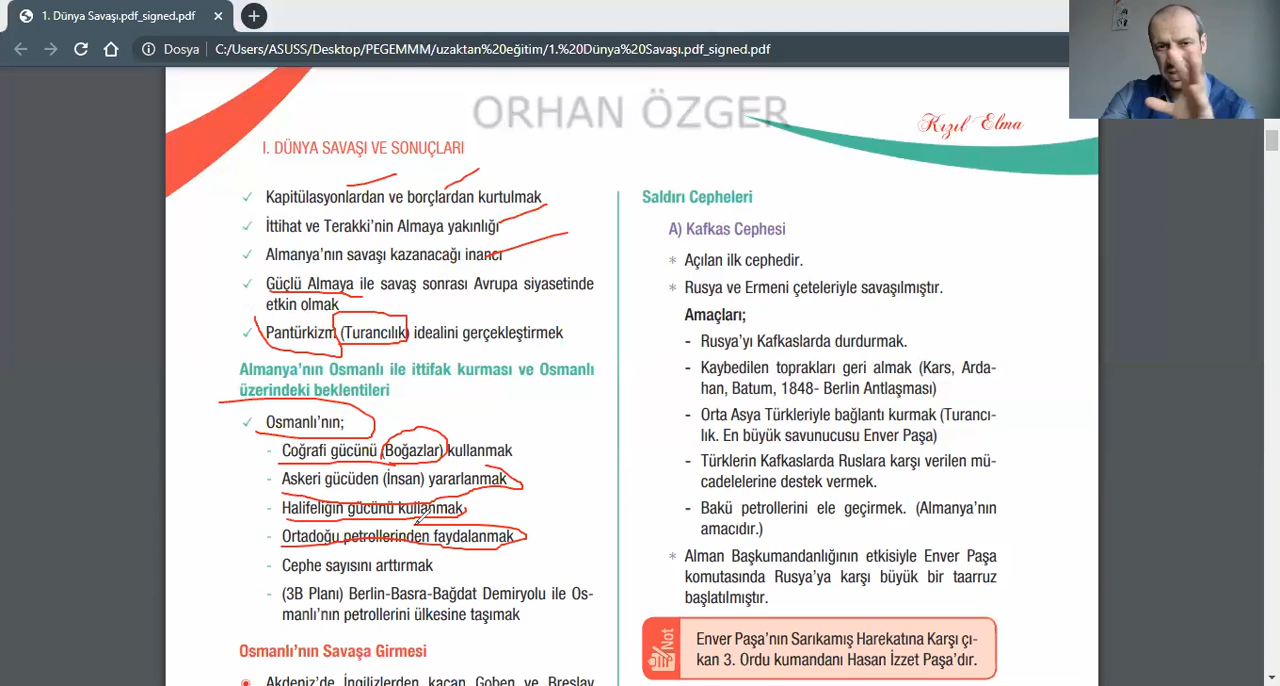 1. Dünya Savaşı.pdf_signed.pdf
Dosya
C:/Users/ASUSS/Desktop/PEGEMMM/uzaktan%20eğitim/1.%20Dünya%20Savaşı.pdf_signed.pdf
ORHAN ÖZGER
Kızıl Elma
I. DÜNYA SAVAŞI VE SONUÇLARI
Kapitülasyonlardan ve borçlardan kurtulmak
İttihat ve Terakki’nin Almaya yakınlığı
Almanya’nın savaşı kazanacağı inancı
Güçlü Almaya ile savaş sonrası Avrupa siyasetinde
etkin olmak
Pantürkizm (Turancılık) idealini gerçekleştirmek
Almanya’nın Osmanlı ile ittifak kurması ve Osmanlı
üzerindeki beklentileri
Osmanlı’nın;
- Coğrafi gücünü (Boğazlar) kullanmak
- Askeri gücüden (İnsan) yararlanmak
- Halifeliğin gücünü kullanmak
- Ortadoğu petrollerinden faydalanmak
- Cephe sayısını arttırmak
- (3B Planı) Berlin-Basra-Bağdat Demiryolu ile Os-
manlı’nın petrollerini ülkesine taşımak
Osmanlı’nın Savaşa Girmesi
Akdeniz’de İngilizlerden kaçan Goben ve Breslav
Saldırı Cepheleri
A) Kafkas Cephesi
* Açılan ilk cephedir.
* Rusya ve Ermeni çeteleriyle savaşılmıştır.
Amaçları;
- Rusya’yı Kafkaslarda durdurmak.
- Kaybedilen toprakları geri almak (Kars, Arda-
han, Batum, 1848- Berlin Antlaşması)
- Orta Asya Türkleriyle bağlantı kurmak (Turancı-
lık. En büyük savunucusu Enver Paşa)
- Türklerin Kafkaslarda Ruslara karşı verilen mü-
cadelelerine destek vermek.
- Bakü petrollerini ele geçirmek. (Almanya’nın
amacıdır.)
* Alman Başkumandanlığının etkisiyle Enver Paşa
komutasında Rusya’ya karşı büyük bir taarruz
başlatılmıştır.
Not
Enver Paşa’nın Sarıkamış Harekatına Karşı çı-
kan 3. Ordu kumandanı Hasan İzzet Paşa’dır.